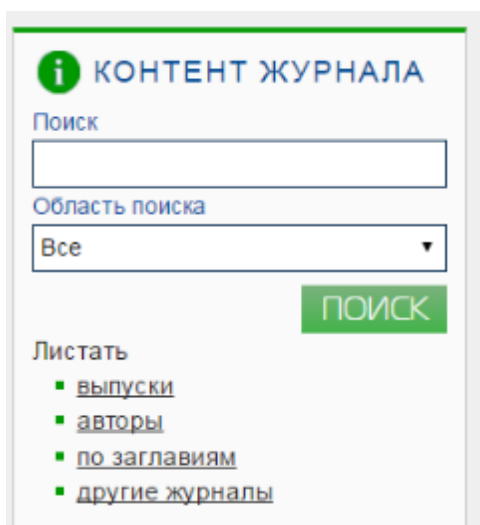 КОНТЕНТ ЖУРНАЛА
Поиск
Область поиска
Все
ПОИСК
Листать
выпуски
авторы
по заглавиям
другие журналы